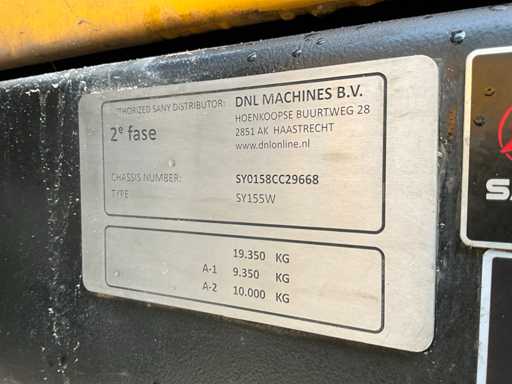 AUTHORIZED SANY DISTRIBUTOR: DNL MACHINES B.V.
HOENKOOPSE BUURTWEG 28
2e fase 2851 AK HAASTRECHT
www.dnlonline.nl
CHASSIS NUMBER: SY0158CC29668
TYPE SY155W
19.350 KG
A-1 9.350 KG
A-2 10.000 KG